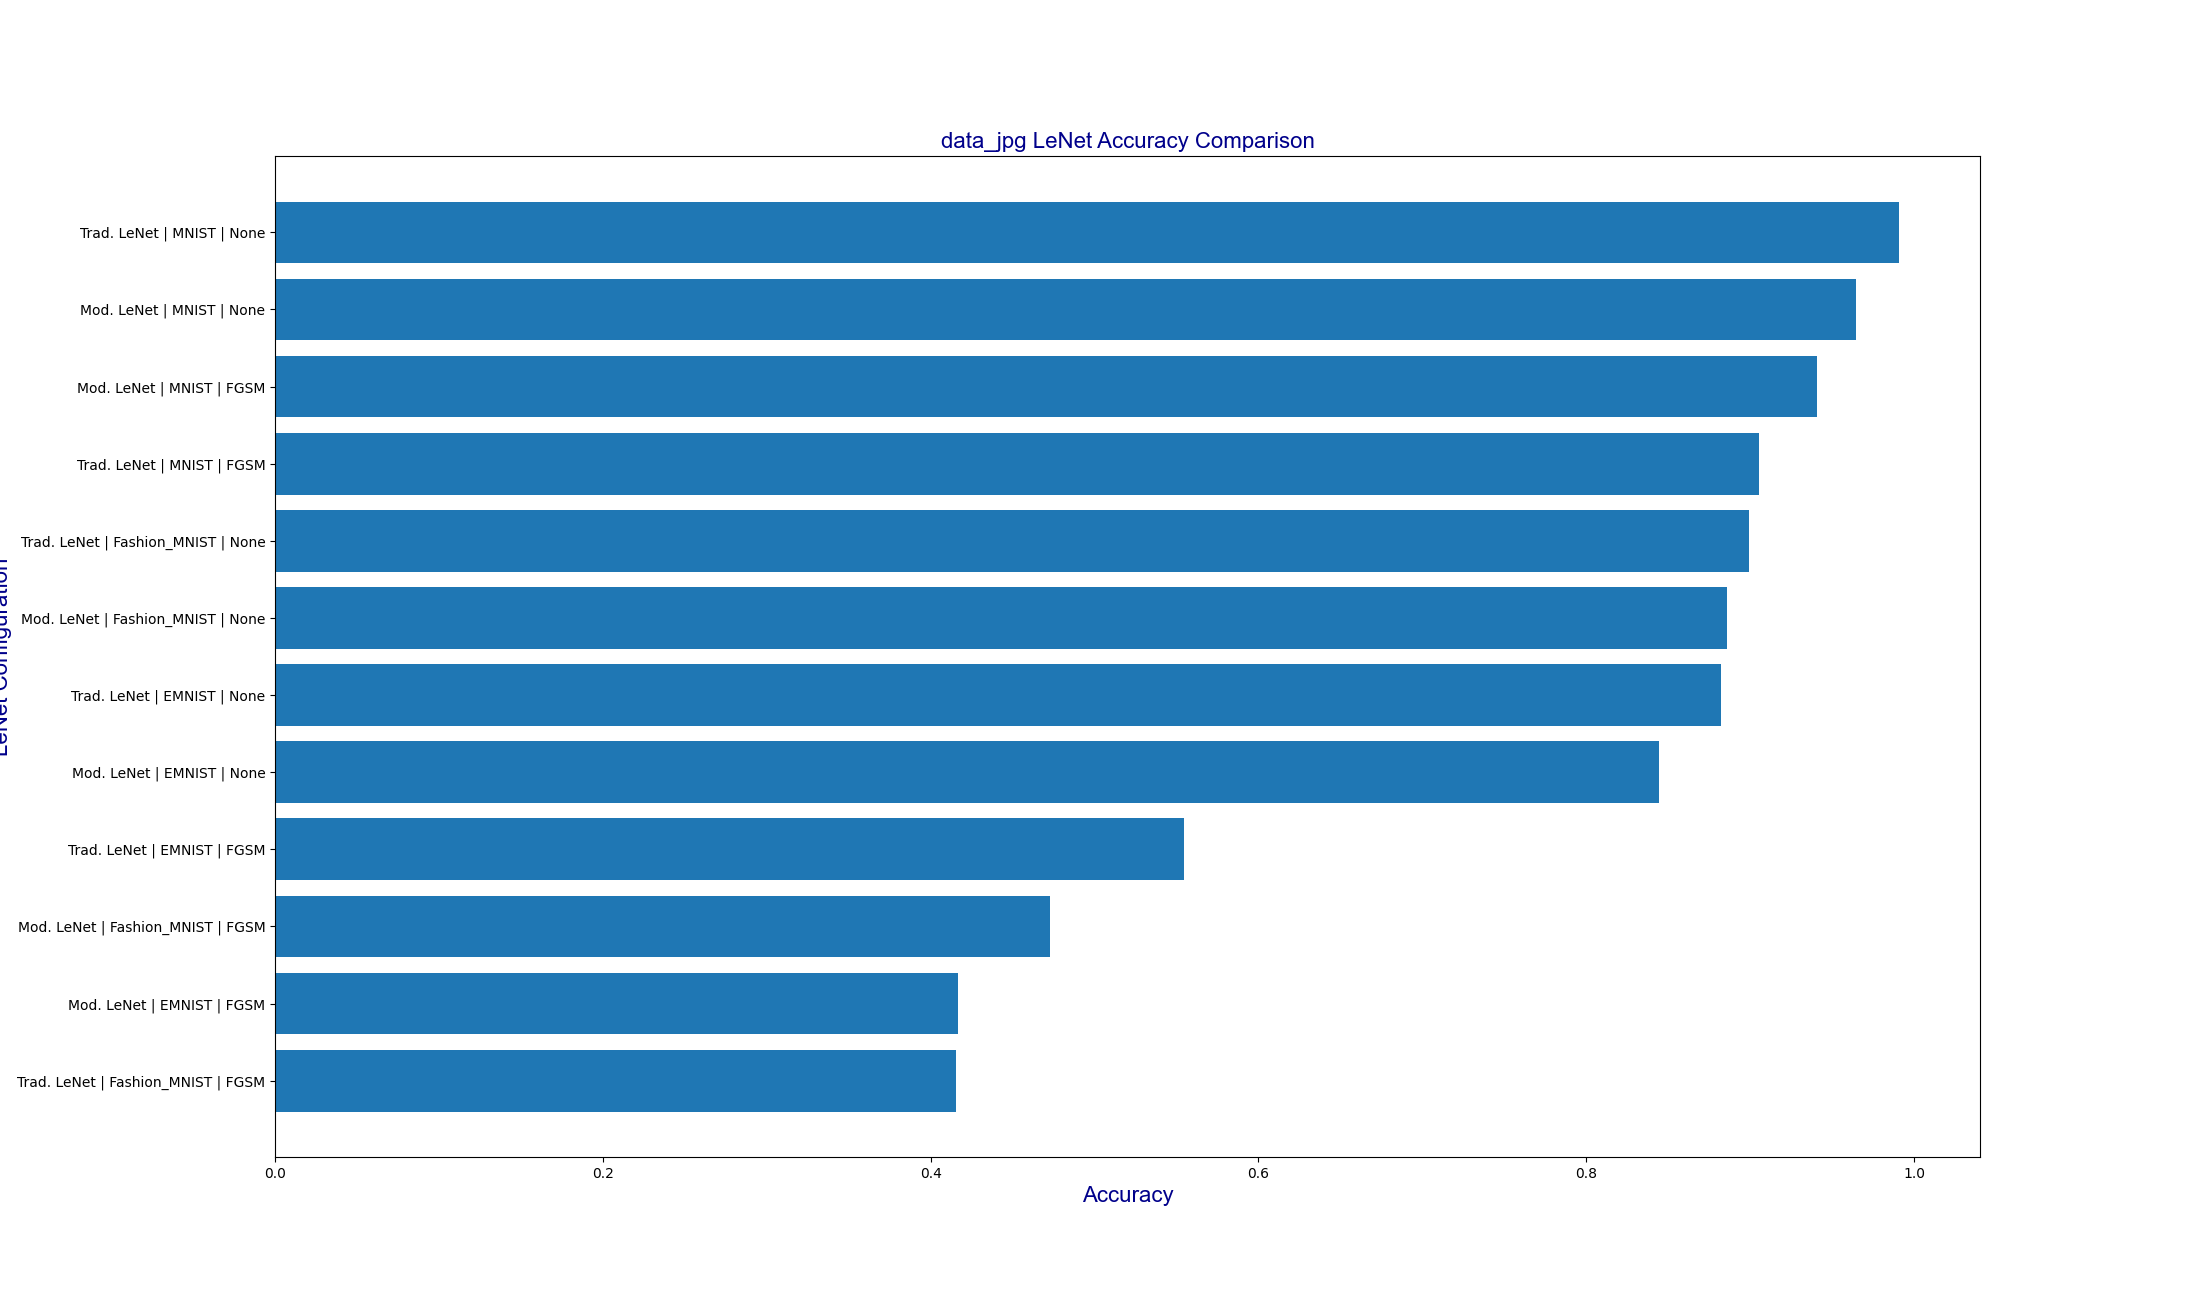 data_jpg LeNet Accuracy Comparison
Trad. LeNet | MNIST | None
Mod. LeNet | MNIST | None
Mod. LeNet | MNIST | FGSM
Trad. LeNet | MNIST | FGSM
Trad. LeNet | Fashion_MNIST | None
Mod. LeNet | Fashion_MNIST | None
Trad. LeNet | EMNIST | None
Mod. LeNet | EMNIST | None
Trad. LeNet | EMNIST | FGSM
Mod. LeNet | Fashion_MNIST | FGSM
Mod. LeNet | EMNIST | FGSM
Trad. LeNet | Fashion_MNIST | FGSM
LeNet Configuration
0.0 0.2 0.4 0.6 0.8 1.0
Accuracy